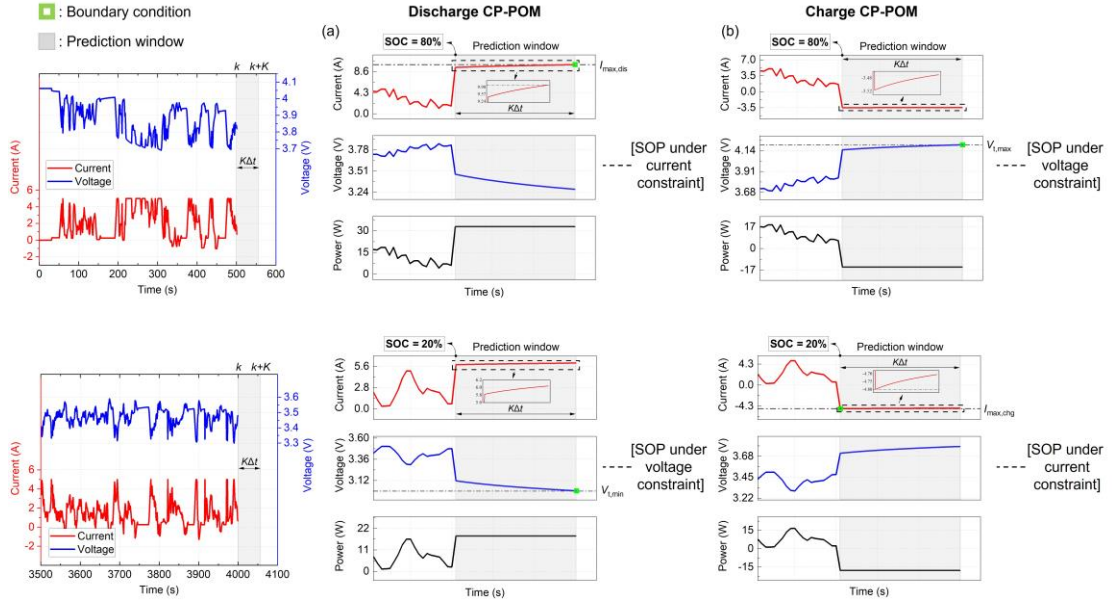 : Boundary condition
: Prediction window
(a)
Discharge CP-POM
(b)
Charge CP-POM
k k+K
KΔt
4.1
4.0
3.9
3.8
3.7
Voltage (V)
Current (A)
6
4
2
0
-2
Current
Voltage
0 100 200 300 400 500 600
Time (s)
SOC = 80%
Prediction window
Current (A)
8.6
4.3
0.0
KΔt
Imax,dis
Voltage (V)
3.78
3.51
3.24
Power (W)
30
15
0
Time (s)
[SOP under
current
constraint]
SOC = 80%
Prediction window
KΔt
Current (A)
7.0
3.5
0.0
-3.5
Vt,max
Voltage (V)
4.14
3.91
3.68
Power (W)
17
0
-17
Time (s)
[SOP under
voltage
constraint]
k k+K
KΔt
3.6
3.5
3.4
3.3
Voltage (V)
Current (A)
6
4
2
0
-2
Current
Voltage
3500 3600 3700 3800 3900 4000 4100
Time (s)
SOC = 20%
Prediction window
Current (A)
5.6
2.8
0.0
KΔt
Voltage (V)
3.60
3.36
3.12
Vt,min
Power (W)
22
11
0
Time (s)
[SOP under
voltage
constraint]
SOC = 20%
Prediction window
KΔt
Current (A)
4.3
0.0
-4.3
Imax,chg
Voltage (V)
3.68
3.45
3.22
Power (W)
15
0
-15
Time (s)
[SOP under
current
constraint]